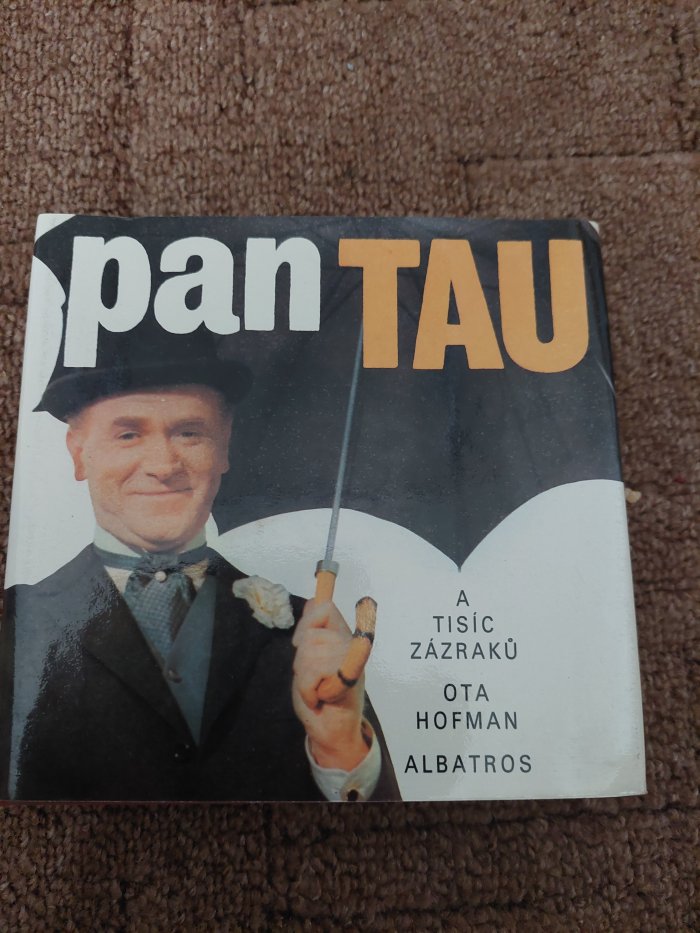 pan TAU
A
TISÍC
ZÁZRAKŮ
OTA
HOFMAN
ALBATROS